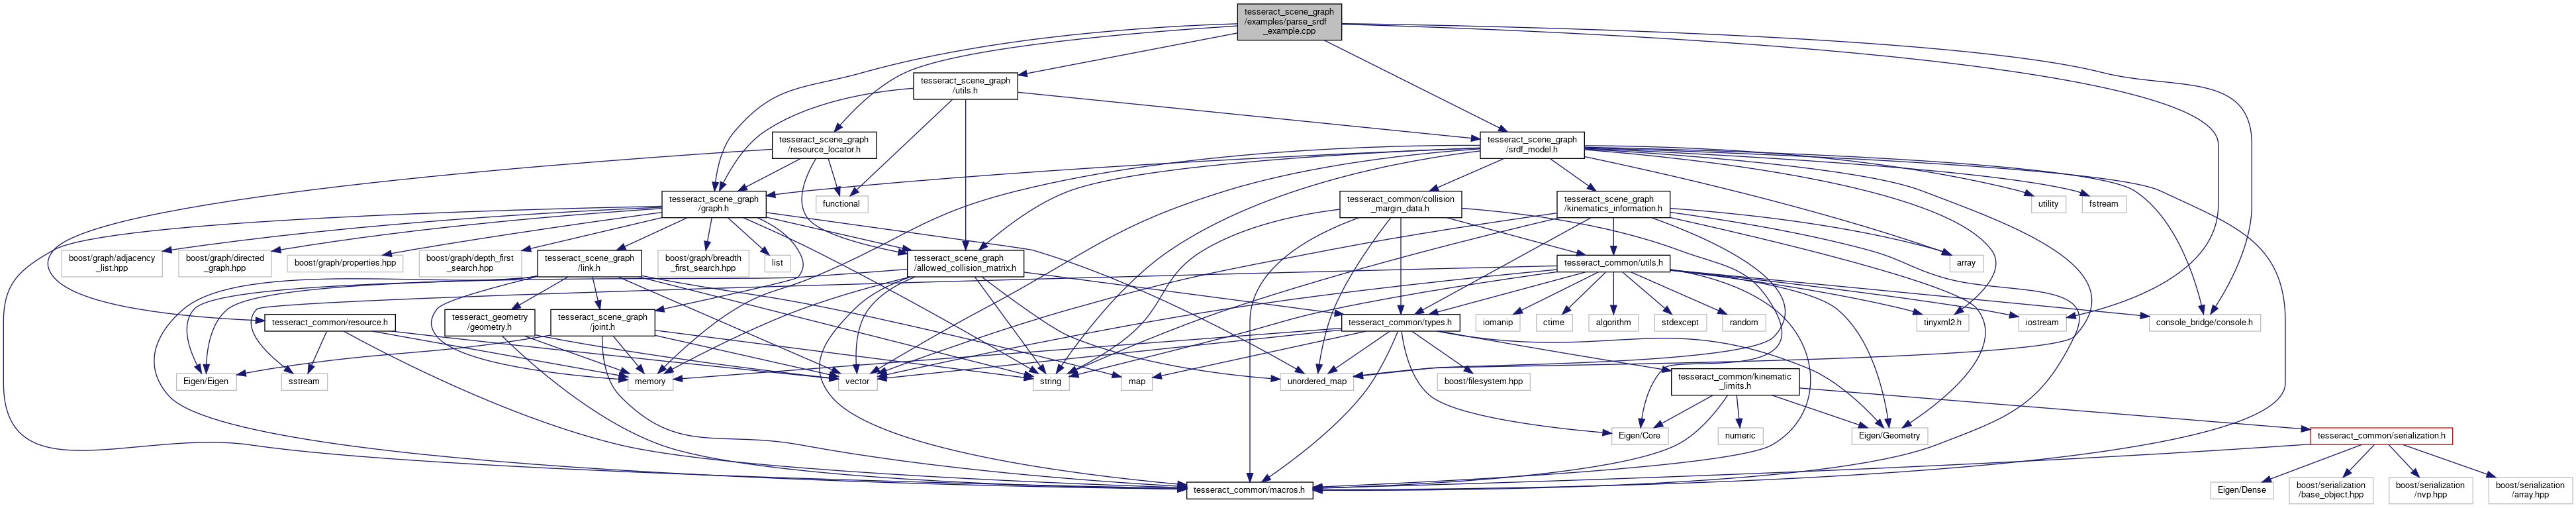 tesseract_scene_graph
/examples/parse_srdf
_example.cpp
tesseract_scene_graph
/utils.h
tesseract_scene_graph
/resource_locator.h
tesseract_scene_graph
/srdf_model.h
tesseract_scene_graph
/graph.h
functional
tesseract_common/collision
_margin_data.h
tesseract_scene_graph
/kinematics_information.h
utility
fstream
boost/graph/adjacency
_list.hpp
boost/graph/directed
_graph.hpp
boost/graph/properties.hpp
boost/graph/depth_first
_search.hpp
tesseract_scene_graph
/link.h
boost/graph/breadth
_first_search.hpp
list
tesseract_scene_graph
/allowed_collision_matrix.h
tesseract_common/utils.h
array
tesseract_common/resource.h
tesseract_geometry
/geometry.h
tesseract_scene_graph
/joint.h
tesseract_common/types.h
iomanip
ctime
algorithm
stdexcept
random
tinyxml2.h
iostream
console_bridge/console.h
Eigen/Eigen
sstream
memory
vector
string
map
unordered_map
boost/filesystem.hpp
tesseract_common/kinematic
_limits.h
Eigen/Core
numeric
Eigen/Geometry
tesseract_common/serialization.h
tesseract_common/macros.h
Eigen/Dense
boost/serialization
/base_object.hpp
boost/serialization
/nvp.hpp
boost/serialization
/array.hpp